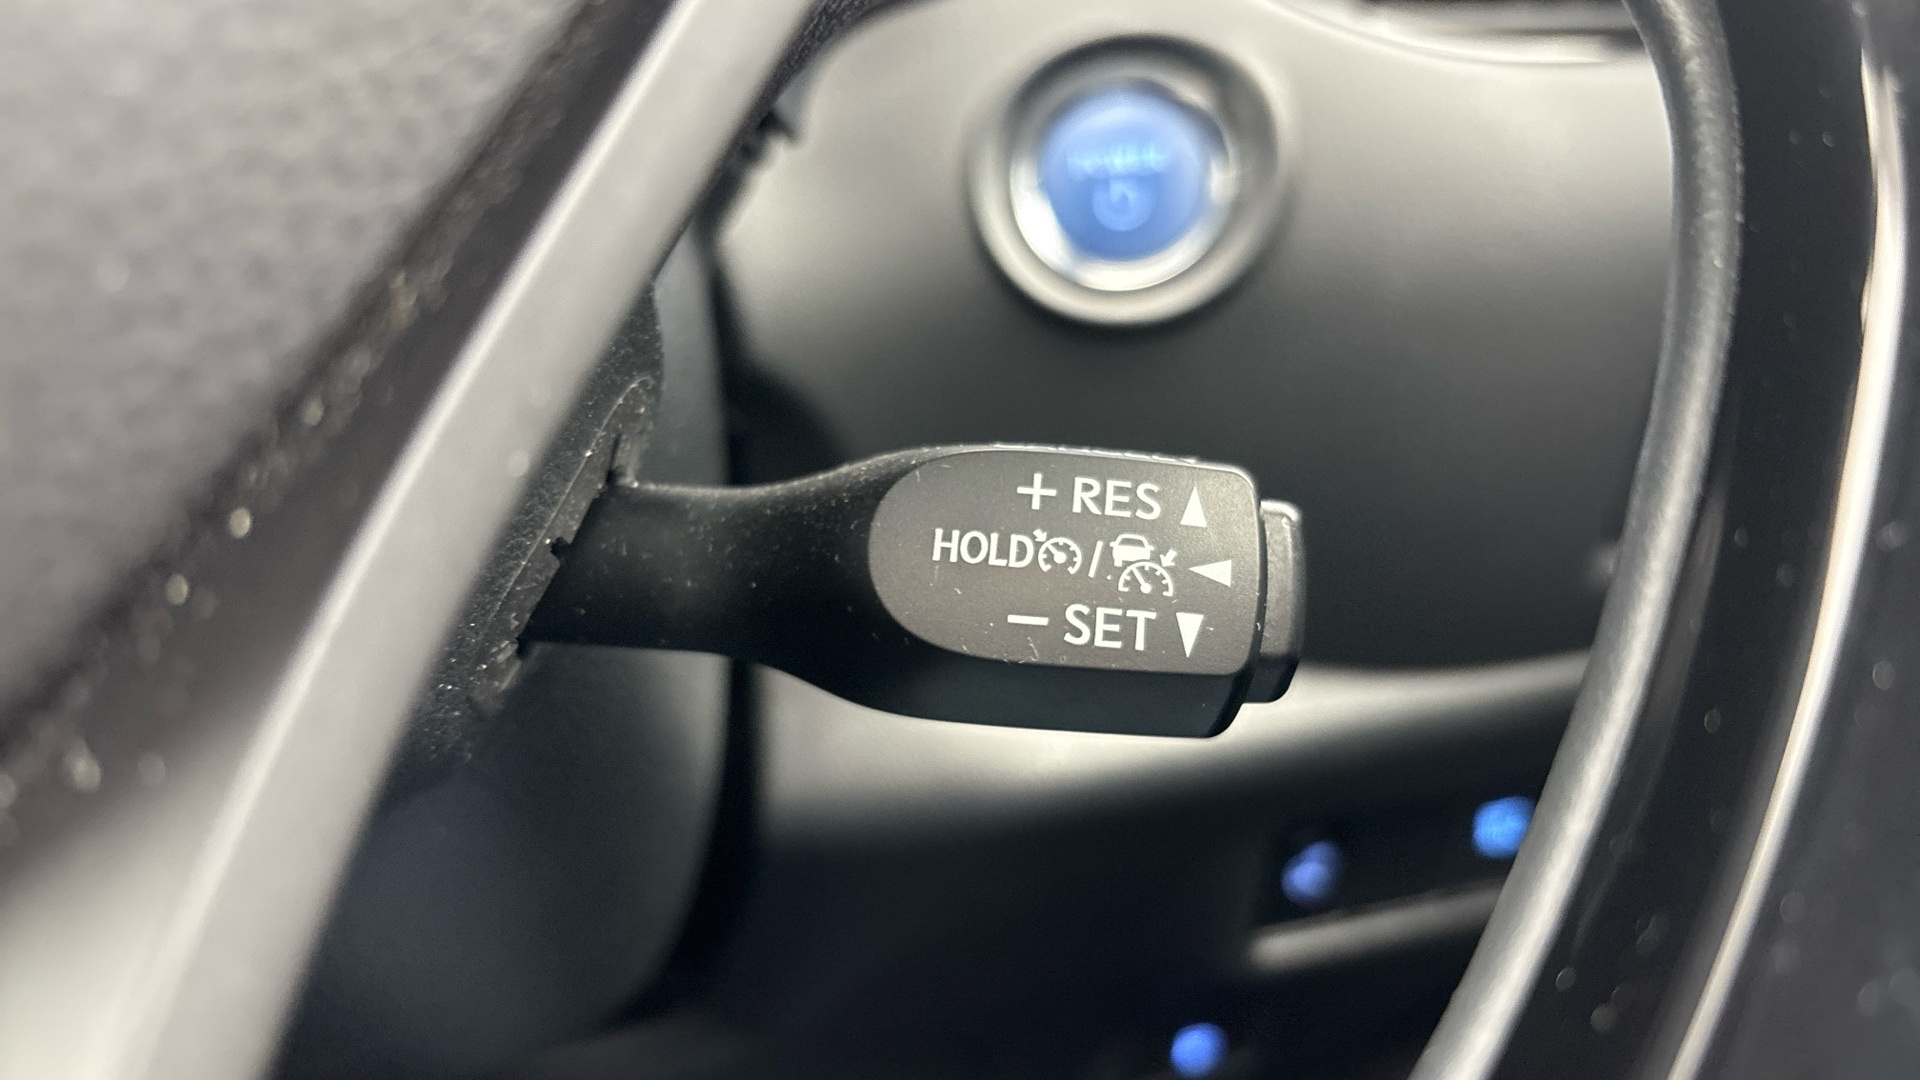 + RES ▲
HOLD / ◀
− SET ▼